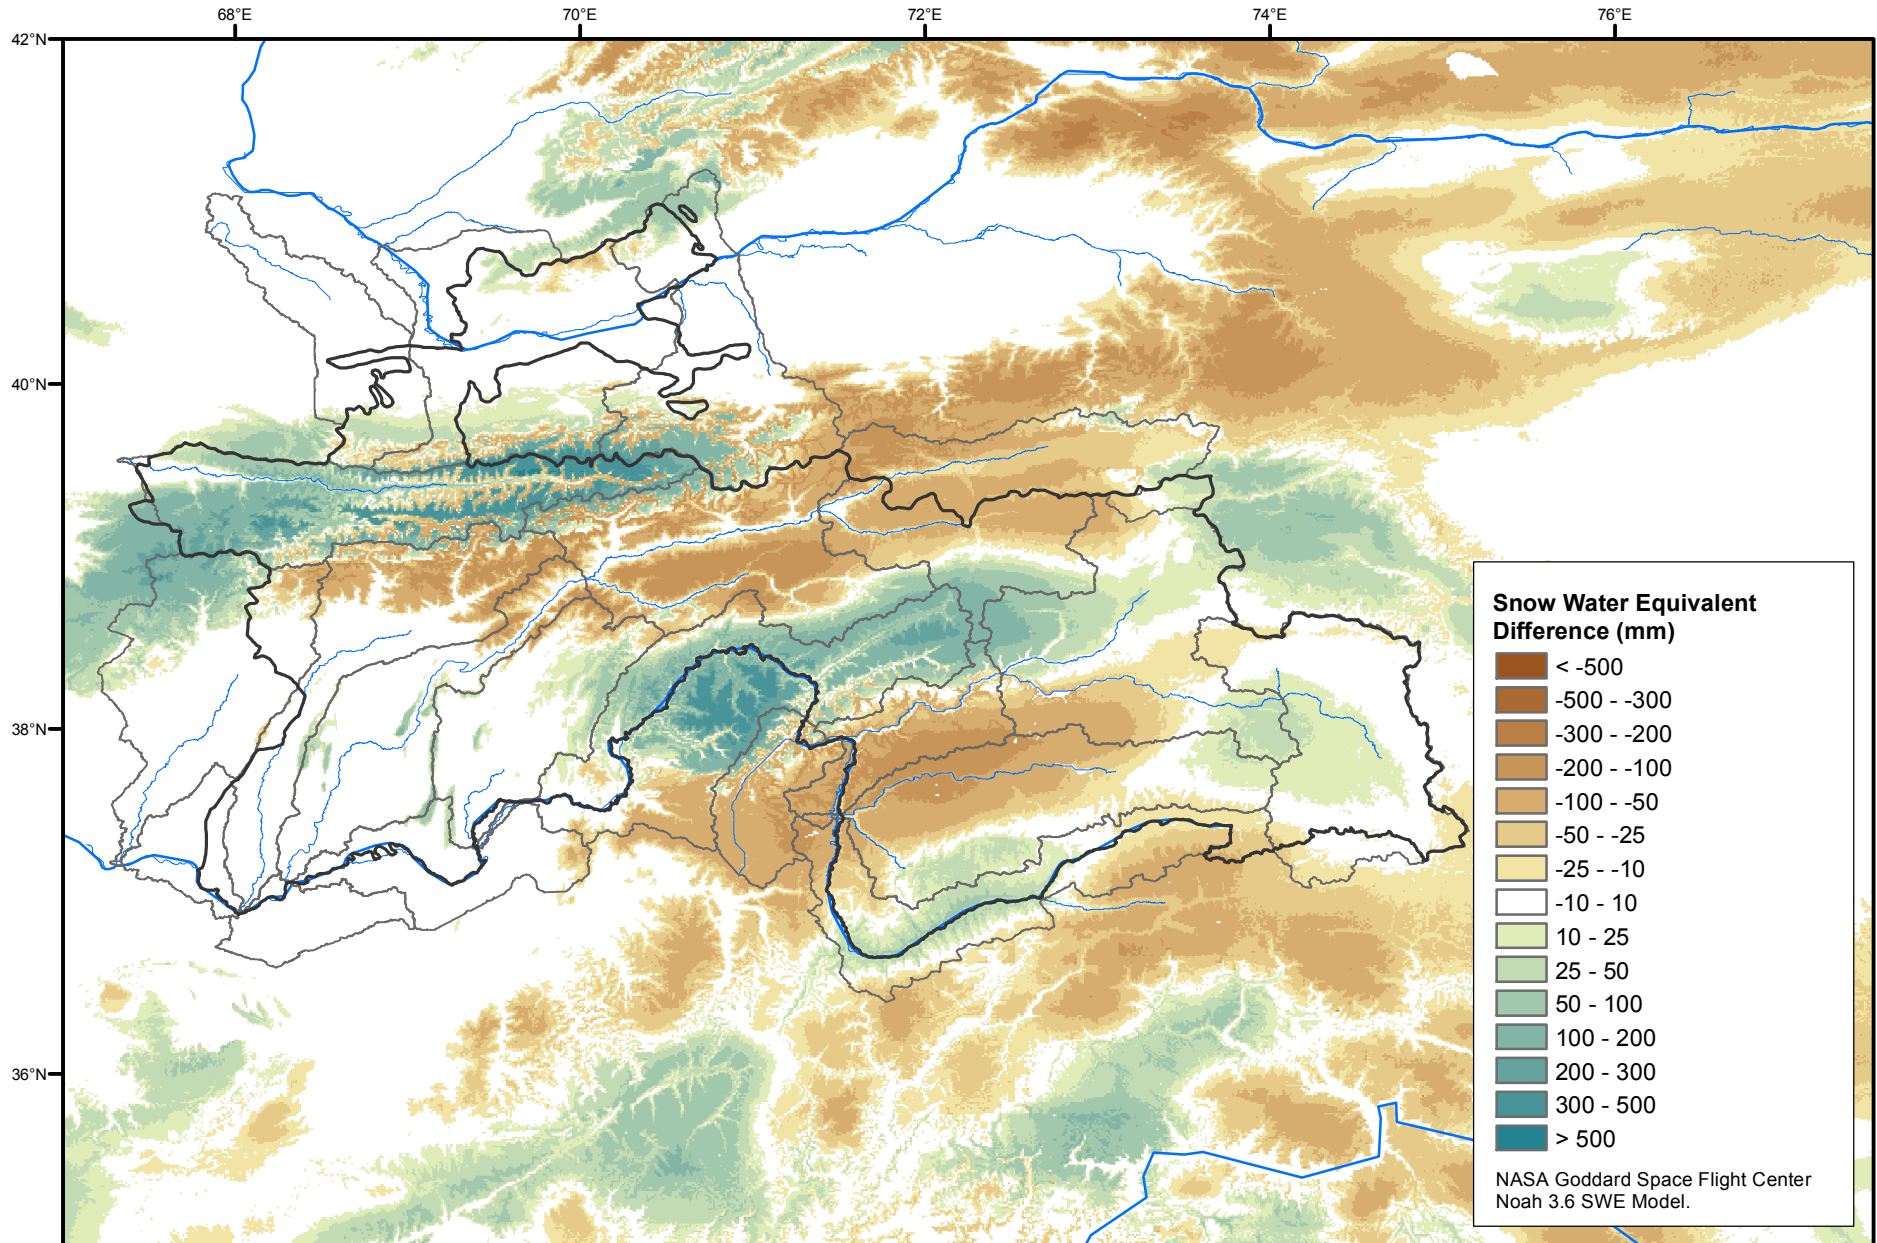 68°E 70°E 72°E 74°E 76°E
42°N
40°N
38°N
36°N
Snow Water Equivalent
Difference (mm)
< -500
-500 - -300
-300 - -200
-200 - -100
-100 - -50
-50 - -25
-25 - -10
-10 - 10
10 - 25
25 - 50
50 - 100
100 - 200
200 - 300
300 - 500
> 500
NASA Goddard Space Flight Center
Noah 3.6 SWE Model.